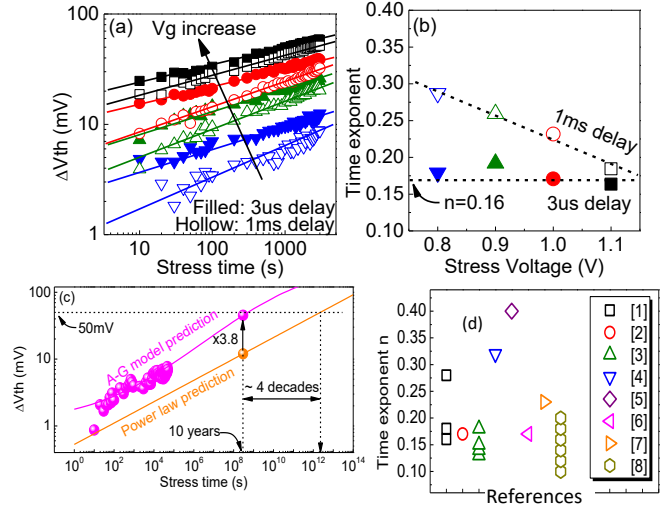 (a)
Vg increase
100
10
1
ΔVth (mV)
10
100
1000
Stress time (s)
Filled: 3us delay
Hollow: 1ms delay
(b)
0.40
0.35
0.30
0.25
0.20
0.15
0.10
Time exponent
1ms delay
n=0.16
3us delay
0.8
0.9
1.0
1.1
Stress Voltage (V)
(c)
100
10
1
ΔVth (mV)
50mV
A-G model prediction
x3.8
Power law prediction
~ 4 decades
10 years
10⁰ 10² 10⁴ 10⁶ 10⁸ 10¹⁰ 10¹² 10¹⁴
Stress time (s)
(d)
0.40
0.35
0.30
0.25
0.20
0.15
0.10
Time exponent n
References
[1]
[2]
[3]
[4]
[5]
[6]
[7]
[8]